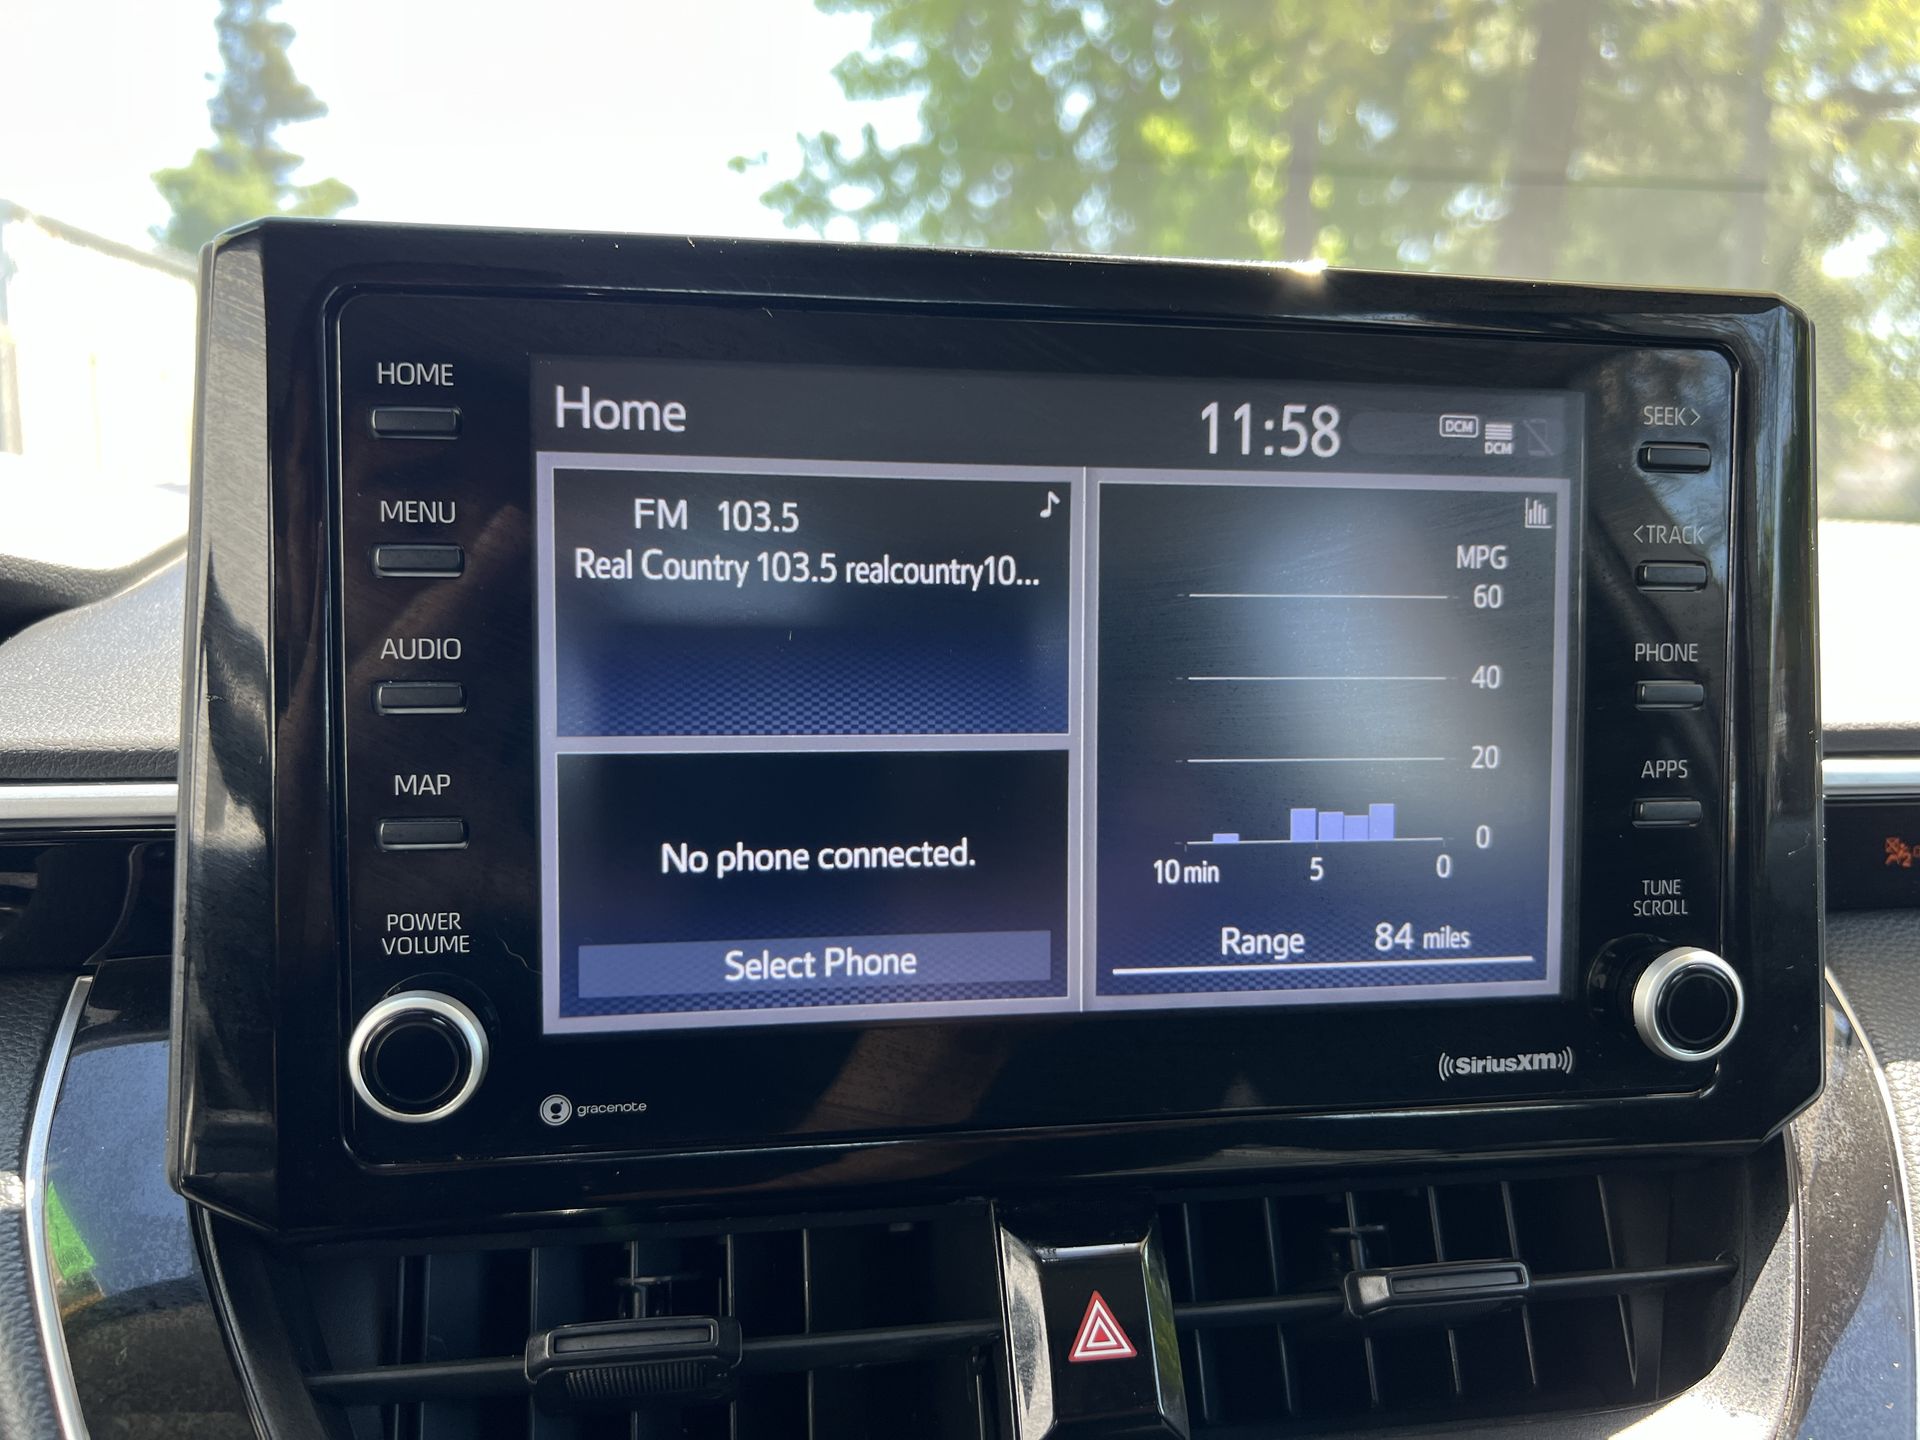 HOME
MENU
AUDIO
MAP
POWER
VOLUME
Home
11:58
DCM
DCM
FM 103.5
Real Country 103.5 realcountry10...
No phone connected.
Select Phone
MPG
60
40
20
0
10 min 5 0
Range 84 miles
SEEK>
<TRACK
PHONE
APPS
TUNE
SCROLL
gracenote
((SiriusXM))